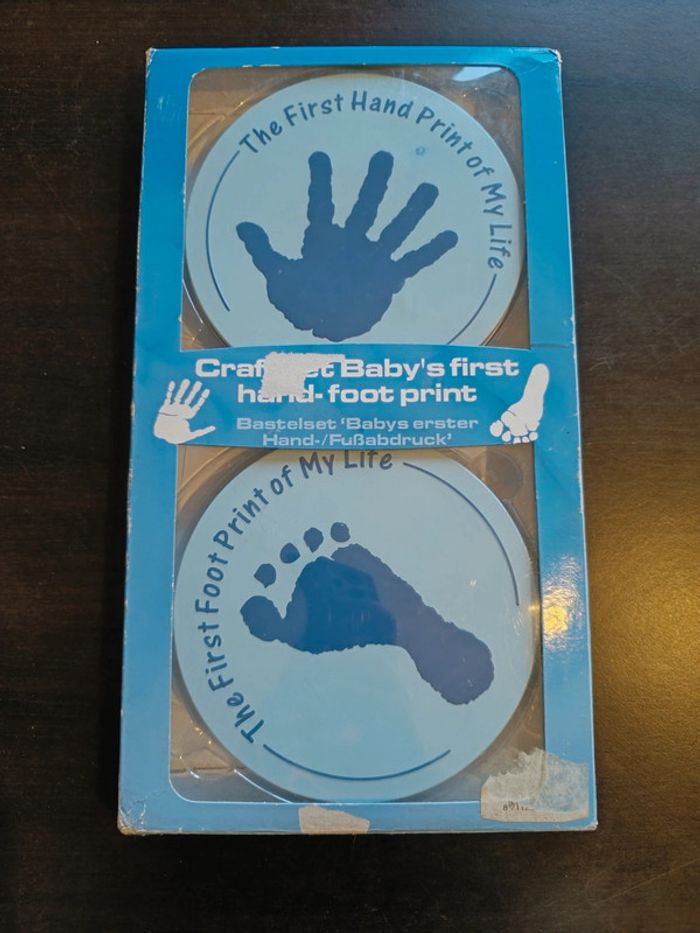 The First Hand Print of My Life
Baby's first
hand-foot print
Bastelset ‘Babys erster
Hand-/Fußabdruck’
The First Foot Print of My Life